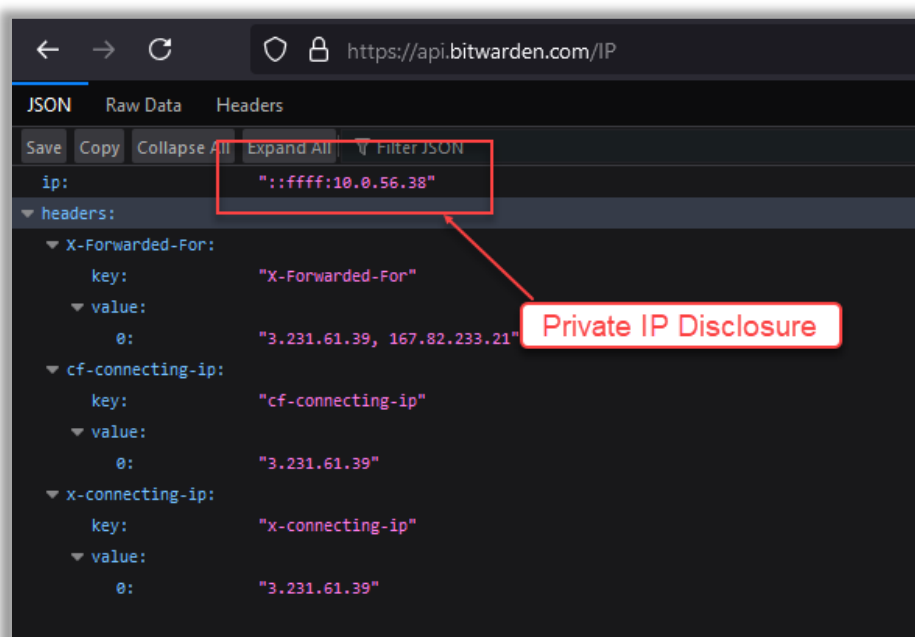 https://api.bitwarden.com/IP
JSON Raw Data Headers
Save Copy Collapse All Expand All Filter JSON
ip: "::ffff:10.0.56.38"
headers:
X-Forwarded-For:
key: "X-Forwarded-For"
value:
0: "3.231.61.39, 167.82.233.21"
Private IP Disclosure
cf-connecting-ip:
key: "cf-connecting-ip"
value:
0: "3.231.61.39"
x-connecting-ip:
key: "x-connecting-ip"
value:
0: "3.231.61.39"